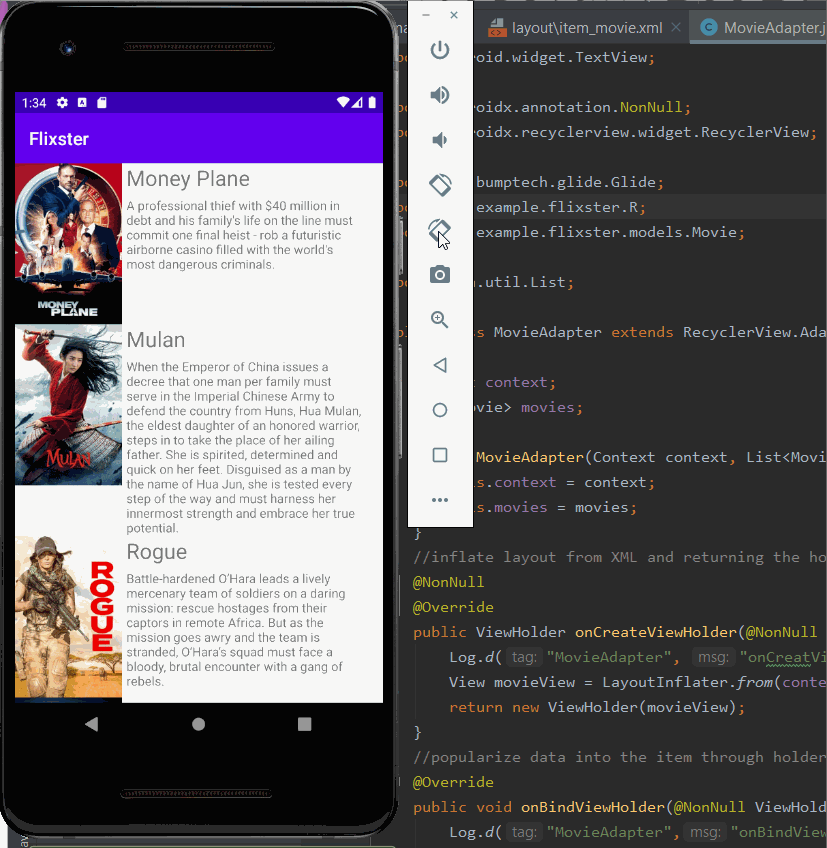 1:34
Flixster
Money Plane
A professional thief with $40 million in
debt and his family's life on the line must
commit one final heist - rob a futuristic
airborne casino filled with the world's
most dangerous criminals.
MONEY
PLANE
Mulan
When the Emperor of China issues a
decree that one man per family must
serve in the Imperial Chinese Army to
defend the country from Huns, Hua Mulan,
the eldest daughter of an honored warrior,
steps in to take the place of her ailing
father. She is spirited, determined and
quick on her feet. Disguised as a man by
the name of Hua Jun, she is tested every
step of the way and must harness her
innermost strength and embrace her true
potential.
MULAN
Rogue
Battle-hardened O'Hara leads a lively
mercenary team of soldiers on a daring
mission: rescue hostages from their
captors in remote Africa. But as the
mission goes awry and the team is
stranded, O'Hara's squad must face a
bloody, brutal encounter with a gang of
rebels.
ROGUE
layout\item_movie.xml
MovieAdapter.j
oid.widget.TextView;
oidx.annotation.NonNull;
oidx.recyclerview.widget.RecyclerView;
bumptech.glide.Glide;
example.flixster.R;
example.flixster.models.Movie;
.util.List;
s MovieAdapter extends RecyclerView.Ada
context;
ovie> movies;
MovieAdapter(Context context, List<Movi
s.context = context;
s.movies = movies;
}
//inflate layout from XML and returning the ho
@NonNull
@Override
public ViewHolder onCreateViewHolder(@NonNull
Log.d( tag: "MovieAdapter", msg: "onCreatVi
View movieView = LayoutInflater.from(conte
return new ViewHolder(movieView);
}
//popularize data into the item through holder
@Override
public void onBindViewHolder(@NonNull ViewHold
Log.d( tag: "MovieAdapter", msg: "onBindView